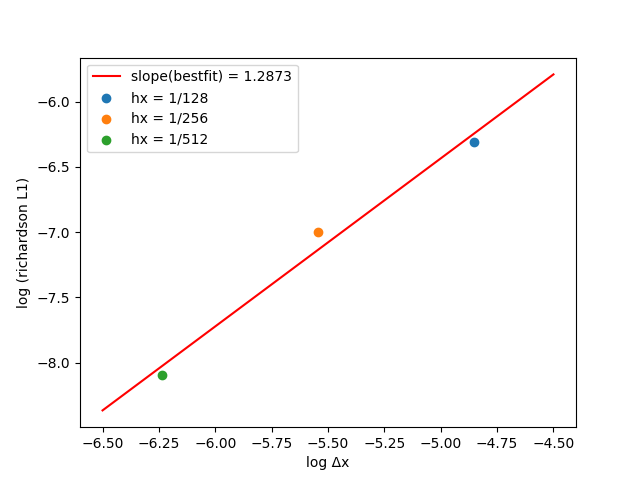 slope(bestfit) = 1.2873
hx = 1/128
hx = 1/256
hx = 1/512
−6.0
−6.5
−7.0
−7.5
−8.0
log (richardson L1)
−6.50 −6.25 −6.00 −5.75 −5.50 −5.25 −5.00 −4.75 −4.50
log Δx